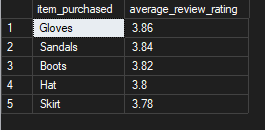 item_purchased average_review_rating
1 Gloves 3.86
2 Sandals 3.84
3 Boots 3.82
4 Hat 3.8
5 Skirt 3.78